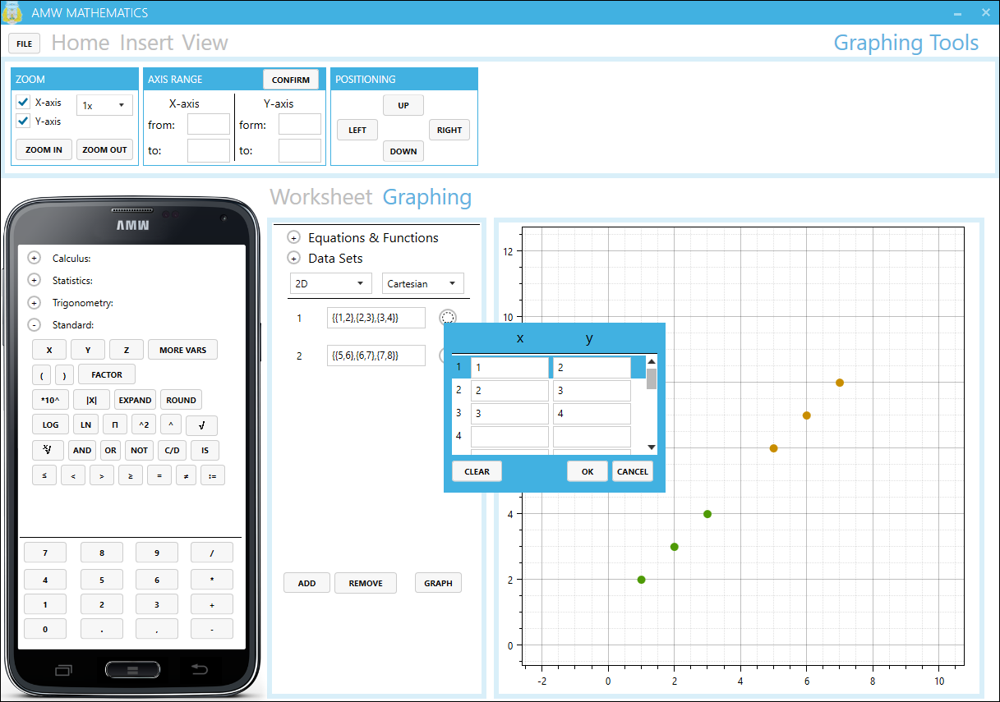 AMW MATHEMATICS
FILE Home Insert View Graphing Tools
ZOOM
X-axis 1x
Y-axis
ZOOM IN ZOOM OUT
AXIS RANGE CONFIRM
X-axis Y-axis
from: form:
to: to:
POSITIONING
UP
LEFT RIGHT
DOWN
AMW
+ Calculus:
+ Statistics:
+ Trigonometry:
- Standard:
X Y Z MORE VARS
( ) FACTOR
*10^ |X| EXPAND ROUND
LOG LN Π ^2 ^ √
ˣ√ AND OR NOT C/D IS
≤ < > ≥ = ≠ :=
7 8 9 /
4 5 6 *
1 2 3 +
0 . , -
Worksheet Graphing
+ Equations & Functions
+ Data Sets
2D Cartesian
1 {{1,2},{2,3},{3,4}}
2 {{5,6},{6,7},{7,8}}
ADD REMOVE GRAPH
x y
1 1 2
2 2 3
3 3 4
4
CLEAR OK CANCEL
12
10
4
2
0
-2 0 2 4 6 8 10